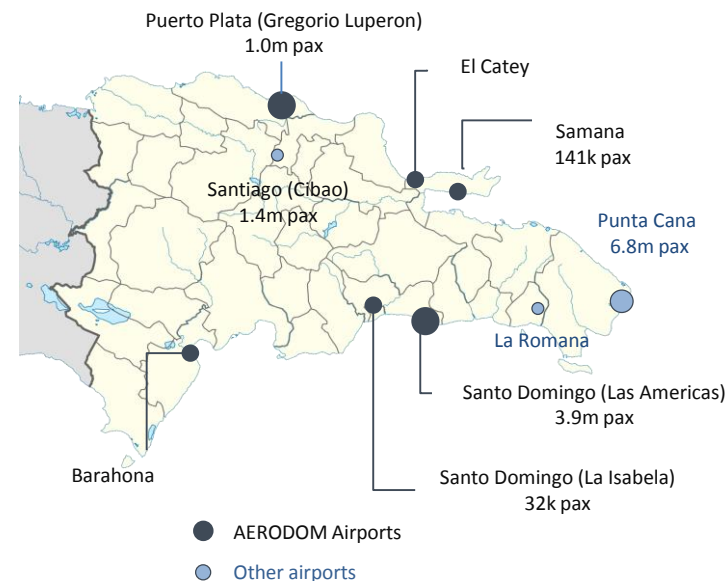 Puerto Plata (Gregorio Luperon)
1.0m pax
El Catey
Samana
141k pax
Santiago (Cibao)
1.4m pax
Punta Cana
6.8m pax
La Romana
Santo Domingo (Las Americas)
3.9m pax
Barahona
Santo Domingo (La Isabela)
32k pax
AERODOM Airports
Other airports